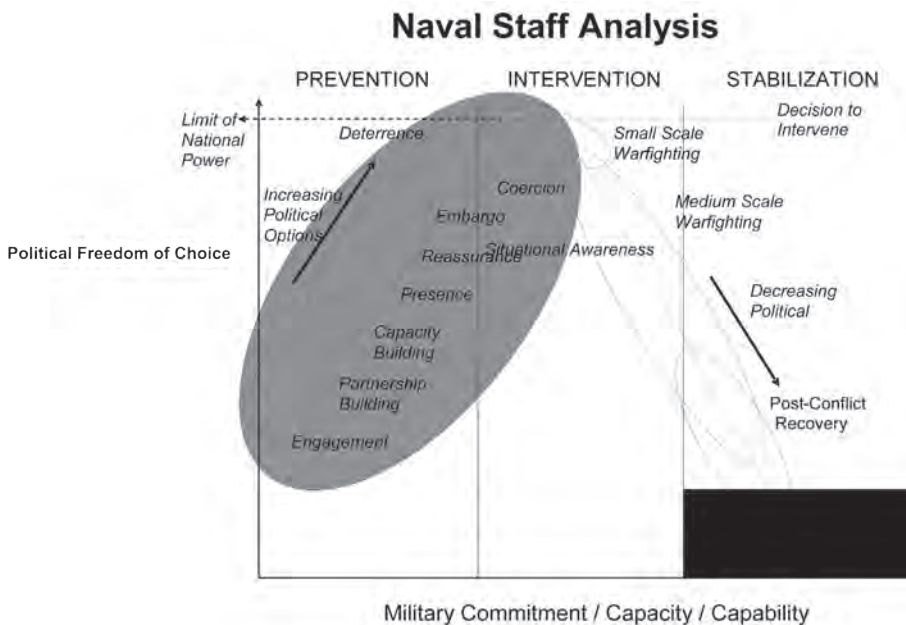 Naval Staff Analysis
PREVENTION
INTERVENTION
STABILIZATION
Limit of
National
Power
Deterrence
Decision to
Intervene
Small Scale
Warfighting
Increasing
Political
Options
Coercion
Medium Scale
Warfighting
Embargo
Political Freedom of Choice
Reassurance
Situational Awareness
Presence
Decreasing
Political
Capacity
Building
Partnership
Building
Post-Conflict
Recovery
Engagement
Military Commitment / Capacity / Capability